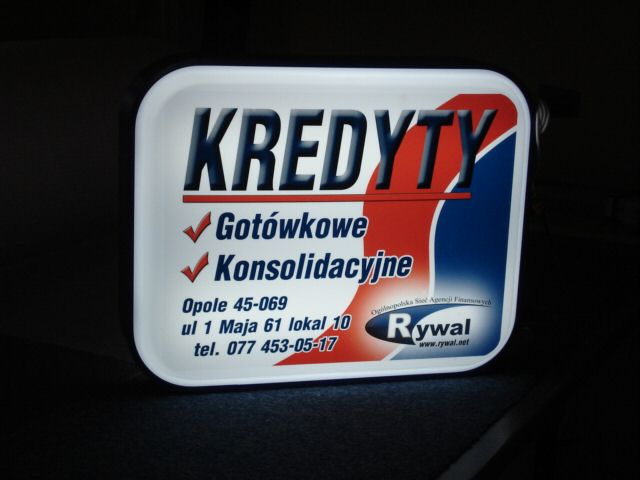 KREDYTY
Gotówkowe
Konsolidacyjne
Opole 45-069
ul 1 Maja 61 lokal 10
tel. 077 453-05-17
Ogólnopolska Sieć Agencji Finansowych
Rywal
www.rywal.net